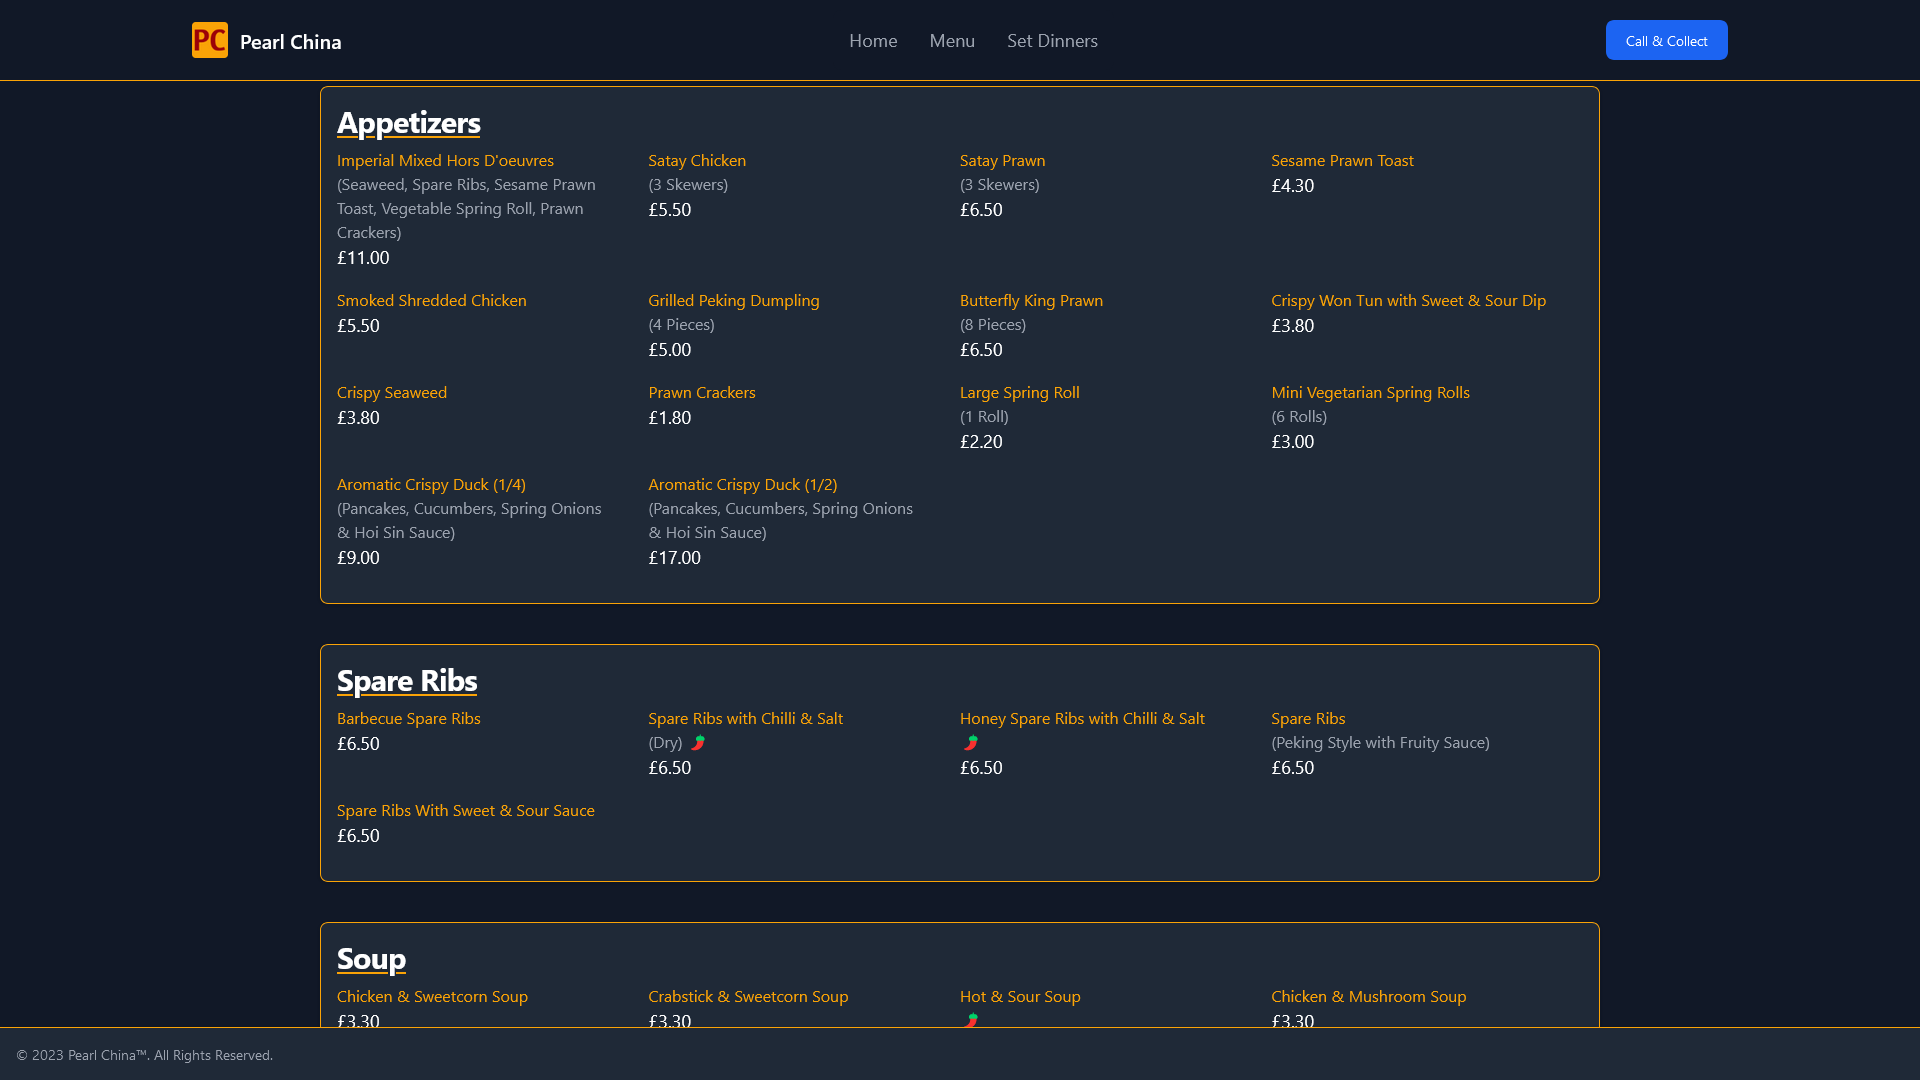 PC Pearl China
Home Menu Set Dinners
Call & Collect
Appetizers
Imperial Mixed Hors D'oeuvres
(Seaweed, Spare Ribs, Sesame Prawn
Toast, Vegetable Spring Roll, Prawn
Crackers)
£11.00
Satay Chicken
(3 Skewers)
£5.50
Satay Prawn
(3 Skewers)
£6.50
Sesame Prawn Toast
£4.30
Smoked Shredded Chicken
£5.50
Grilled Peking Dumpling
(4 Pieces)
£5.00
Butterfly King Prawn
(8 Pieces)
£6.50
Crispy Won Tun with Sweet & Sour Dip
£3.80
Crispy Seaweed
£3.80
Prawn Crackers
£1.80
Large Spring Roll
(1 Roll)
£2.20
Mini Vegetarian Spring Rolls
(6 Rolls)
£3.00
Aromatic Crispy Duck (1/4)
(Pancakes, Cucumbers, Spring Onions
& Hoi Sin Sauce)
£9.00
Aromatic Crispy Duck (1/2)
(Pancakes, Cucumbers, Spring Onions
& Hoi Sin Sauce)
£17.00
Spare Ribs
Barbecue Spare Ribs
£6.50
Spare Ribs with Chilli & Salt
(Dry) 🌶️
£6.50
Honey Spare Ribs with Chilli & Salt
🌶️
£6.50
Spare Ribs
(Peking Style with Fruity Sauce)
£6.50
Spare Ribs With Sweet & Sour Sauce
£6.50
Soup
Chicken & Sweetcorn Soup
£3.30
Crabstick & Sweetcorn Soup
£3.30
Hot & Sour Soup
🌶️
Chicken & Mushroom Soup
£3.30
© 2023 Pearl China™. All Rights Reserved.